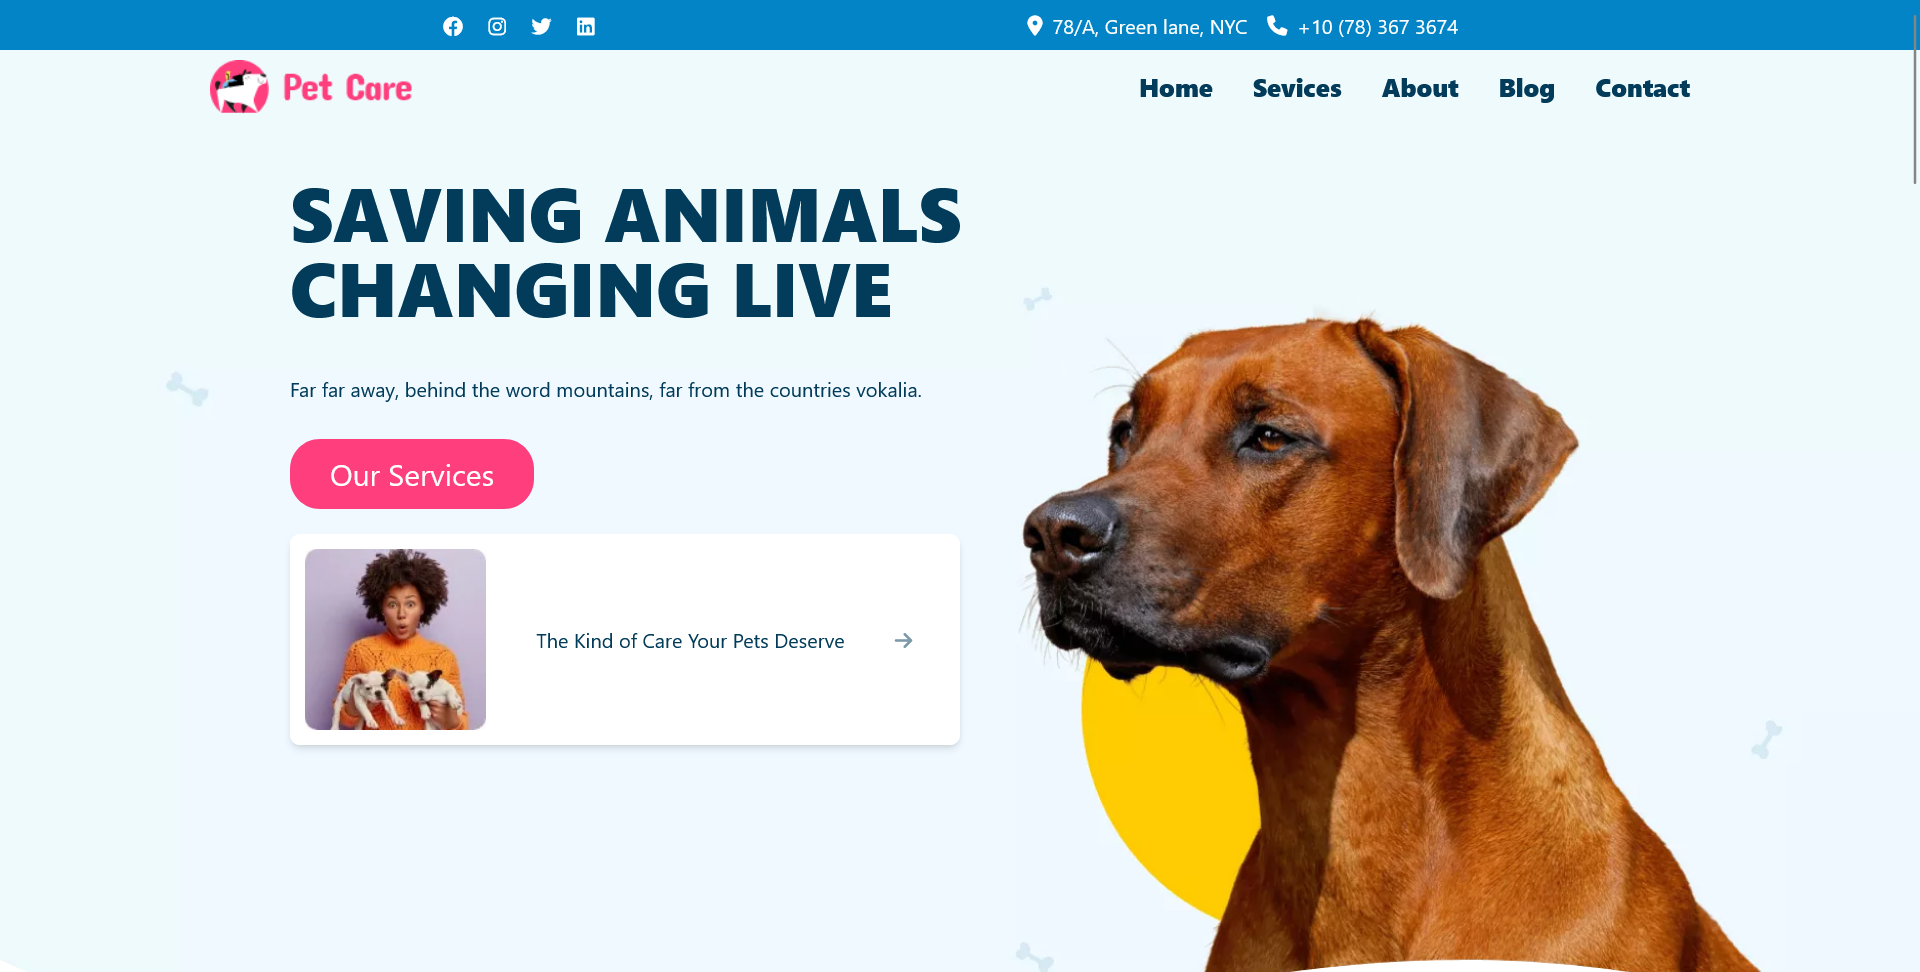 78/A, Green lane, NYC +10 (78) 367 3674
Pet Care
Home Sevices About Blog Contact
SAVING ANIMALS
CHANGING LIVE
Far far away, behind the word mountains, far from the countries vokalia.
Our Services
The Kind of Care Your Pets Deserve